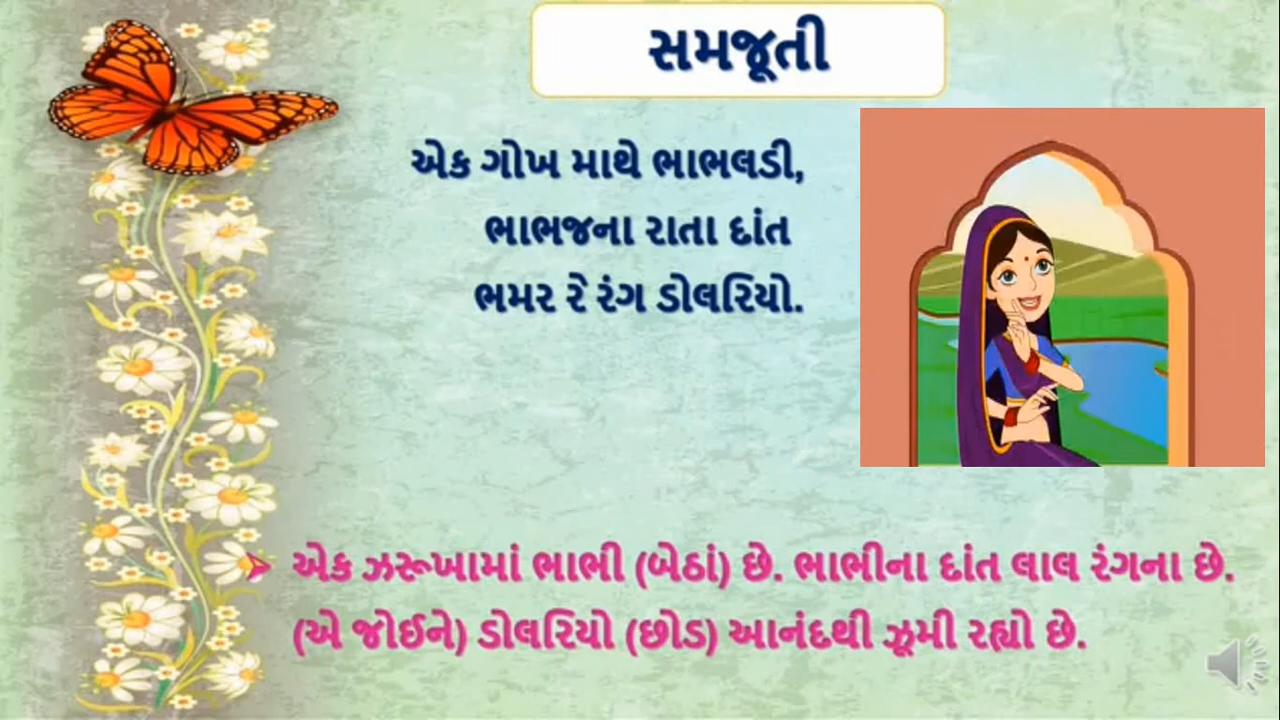 સમજૂતી
એક ગોખ માથે ભાભલડી,
ભાભજના રાતા દાંત
ભમર રે રંગ ડોલરિયો.
એક ઝરૂખામાં ભાભી (બેઠાં) છે. ભાભીના દાંત લાલ રંગના છે.
(એ જોઈને) ડોલરિયો (છોડ) આનંદથી ઝૂમી રહ્યો છે.